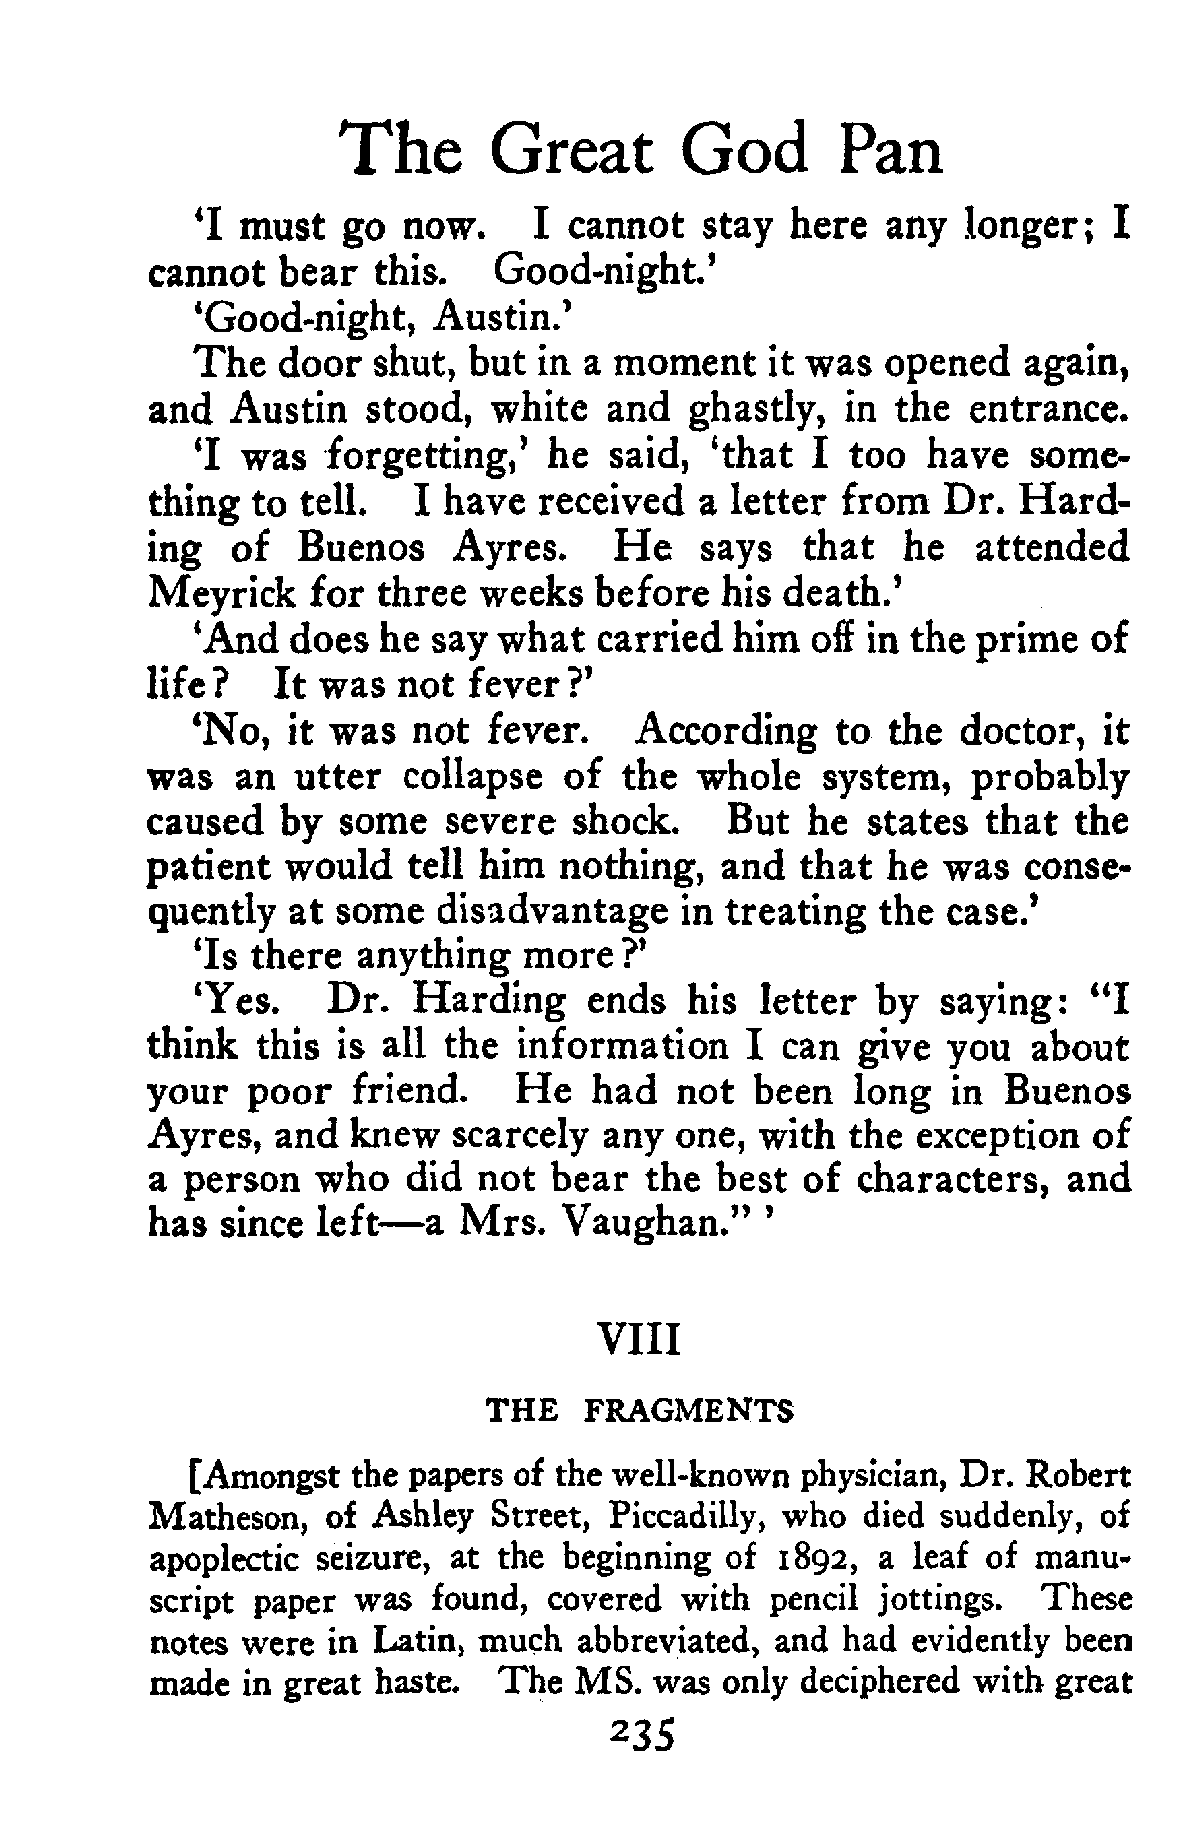 The Great God Pan
‘I must go now. I cannot stay here any longer; I
cannot bear this. Good-night.’
‘Good-night, Austin.’
The door shut, but in a moment it was opened again,
and Austin stood, white and ghastly, in the entrance.
‘I was forgetting,’ he said, ‘that I too have some-
thing to tell. I have received a letter from Dr. Hard-
ing of Buenos Ayres. He says that he attended
Meyrick for three weeks before his death.’
‘And does he say what carried him off in the prime of
life? It was not fever?’
‘No, it was not fever. According to the doctor, it
was an utter collapse of the whole system, probably
caused by some severe shock. But he states that the
patient would tell him nothing, and that he was conse-
quently at some disadvantage in treating the case.’
‘Is there anything more?’
‘Yes. Dr. Harding ends his letter by saying: “I
think this is all the information I can give you about
your poor friend. He had not been long in Buenos
Ayres, and knew scarcely any one, with the exception of
a person who did not bear the best of characters, and
has since left—a Mrs. Vaughan.” ’
VIII
THE FRAGMENTS
[Amongst the papers of the well-known physician, Dr. Robert
Matheson, of Ashley Street, Piccadilly, who died suddenly, of
apoplectic seizure, at the beginning of 1892, a leaf of manu-
script paper was found, covered with pencil jottings. These
notes were in Latin, much abbreviated, and had evidently been
made in great haste. The MS. was only deciphered with great
235